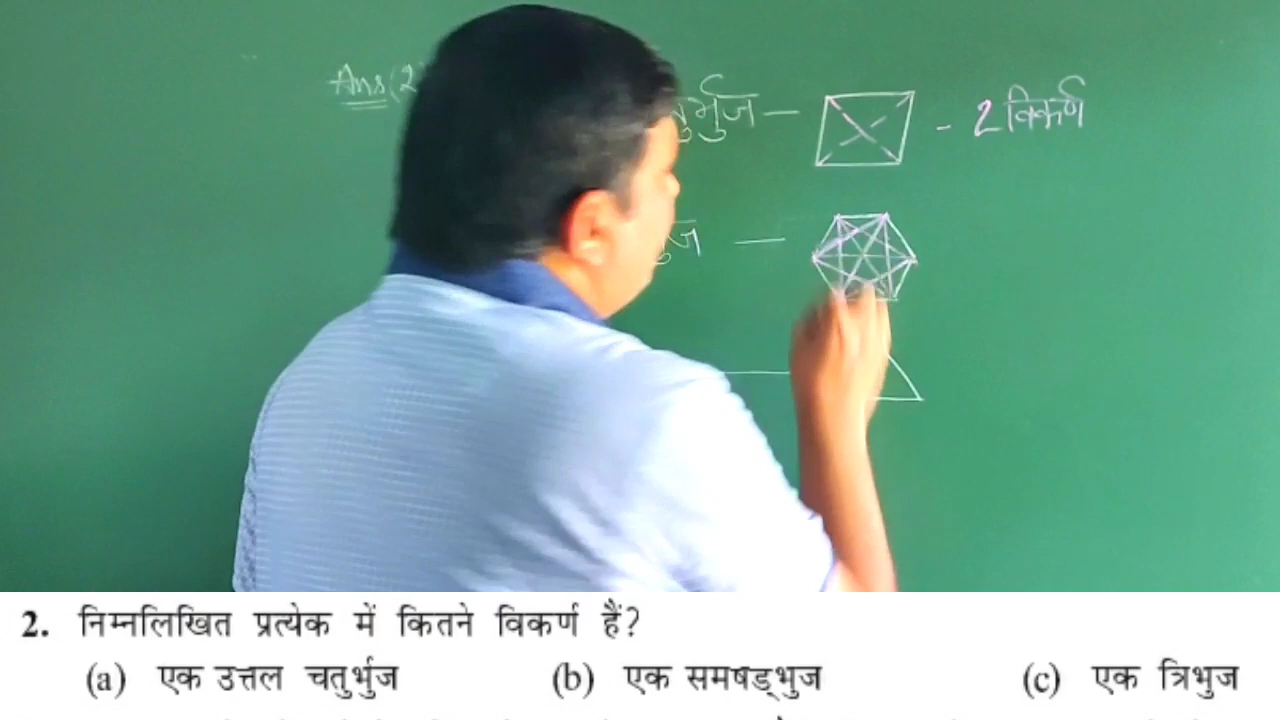 Ans (2
र्भुज — - 2 विकर्ण
ज —
2. निम्नलिखित प्रत्येक में कितने विकर्ण हैं?
(a) एक उत्तल चतुर्भुज (b) एक समषड्भुज (c) एक त्रिभुज